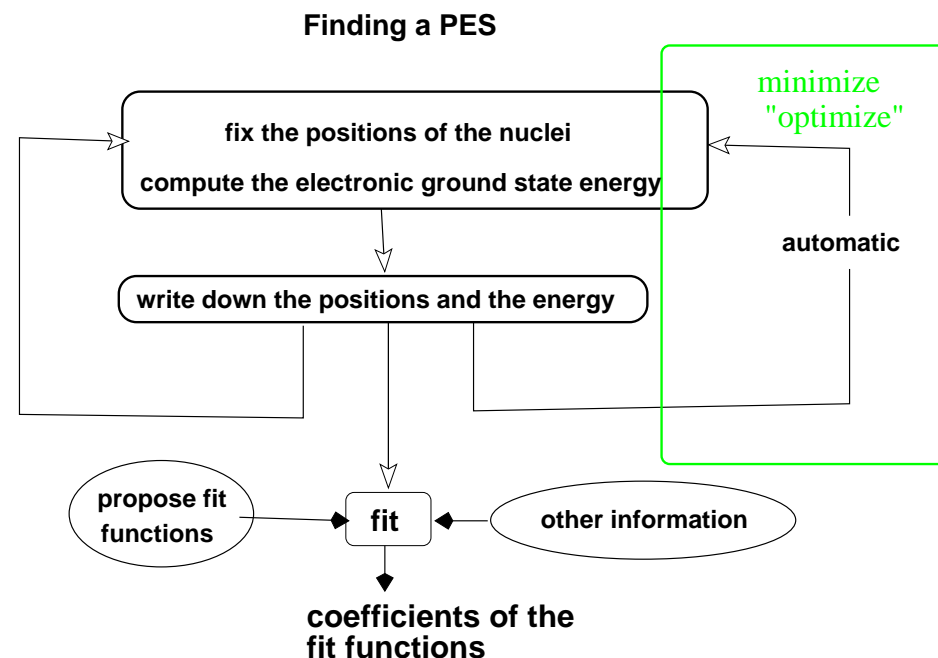 Finding a PES
minimize
"optimize"
fix the positions of the nuclei
compute the electronic ground state energy
automatic
write down the positions and the energy
propose fit
functions
fit
other information
coefficients of the
fit functions